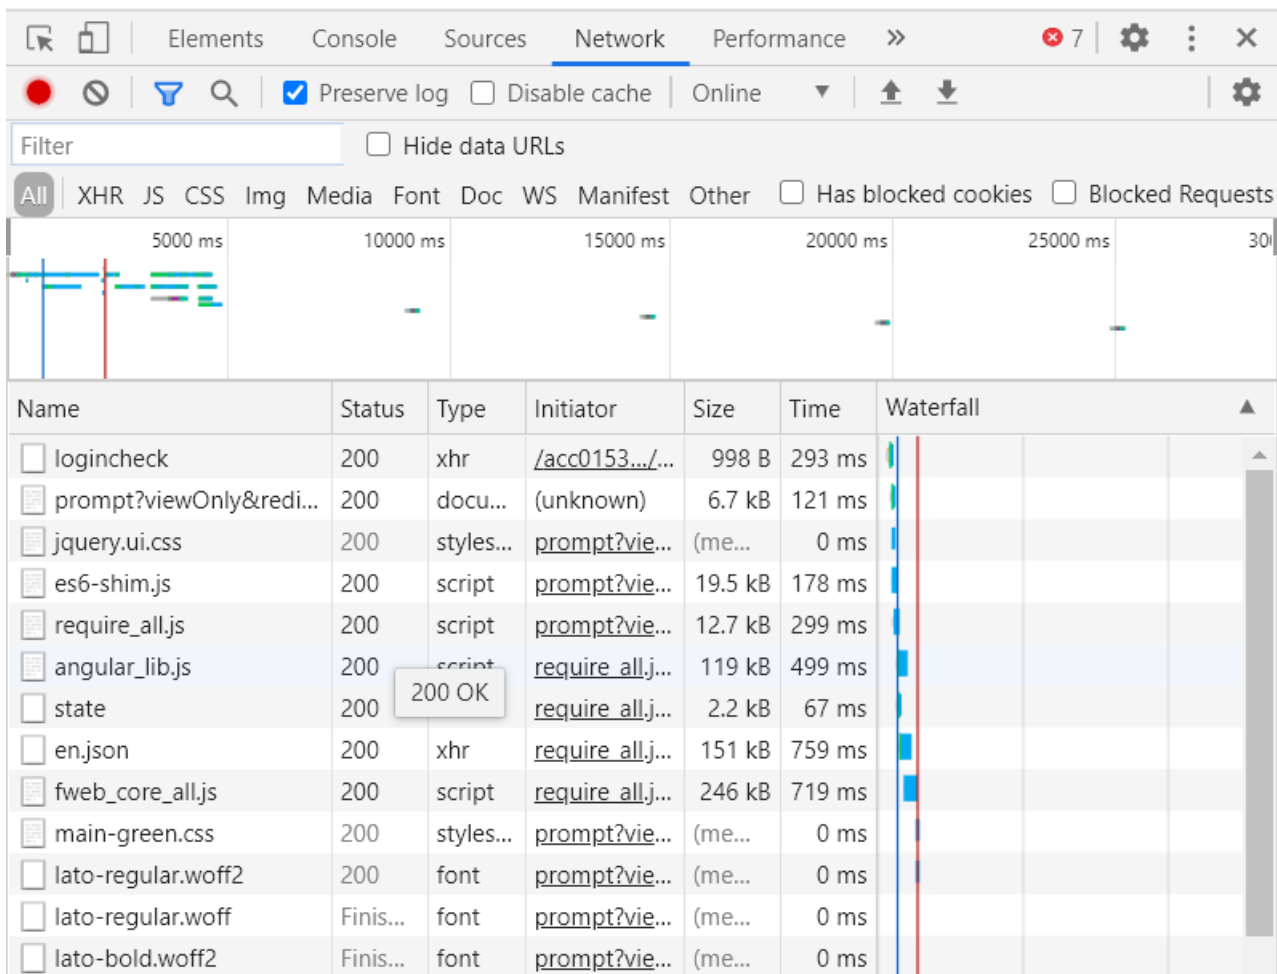 Elements Console Sources Network Performance » 7
Preserve log Disable cache Online
Filter Hide data URLs
All XHR JS CSS Img Media Font Doc WS Manifest Other Has blocked cookies Blocked Requests
5000 ms 10000 ms 15000 ms 20000 ms 25000 ms 30
Name Status Type Initiator Size Time Waterfall
logincheck 200 xhr /acc0153.../... 998 B 293 ms
prompt?viewOnly&redi... 200 docu... (unknown) 6.7 kB 121 ms
jquery.ui.css 200 styles... prompt?vie... (me... 0 ms
es6-shim.js 200 script prompt?vie... 19.5 kB 178 ms
require_all.js 200 script prompt?vie... 12.7 kB 299 ms
angular_lib.js 200 script require_all.j... 119 kB 499 ms
200 OK
state 200 require_all.j... 2.2 kB 67 ms
en.json 200 xhr require_all.j... 151 kB 759 ms
fweb_core_all.js 200 script require_all.j... 246 kB 719 ms
main-green.css 200 styles... prompt?vie... (me... 0 ms
lato-regular.woff2 200 font prompt?vie... (me... 0 ms
lato-regular.woff Finis... font prompt?vie... (me... 0 ms
lato-bold.woff2 Finis... font prompt?vie... (me... 0 ms